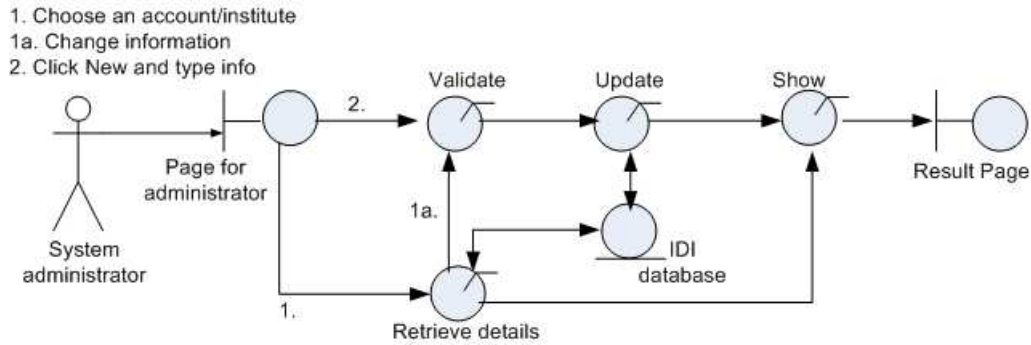 1. Choose an account/institute
1a. Change information
2. Click New and type info
Validate
Update
Show
2.
Page for
administrator
Result Page
1a.
System
administrator
IDI
database
1.
Retrieve details